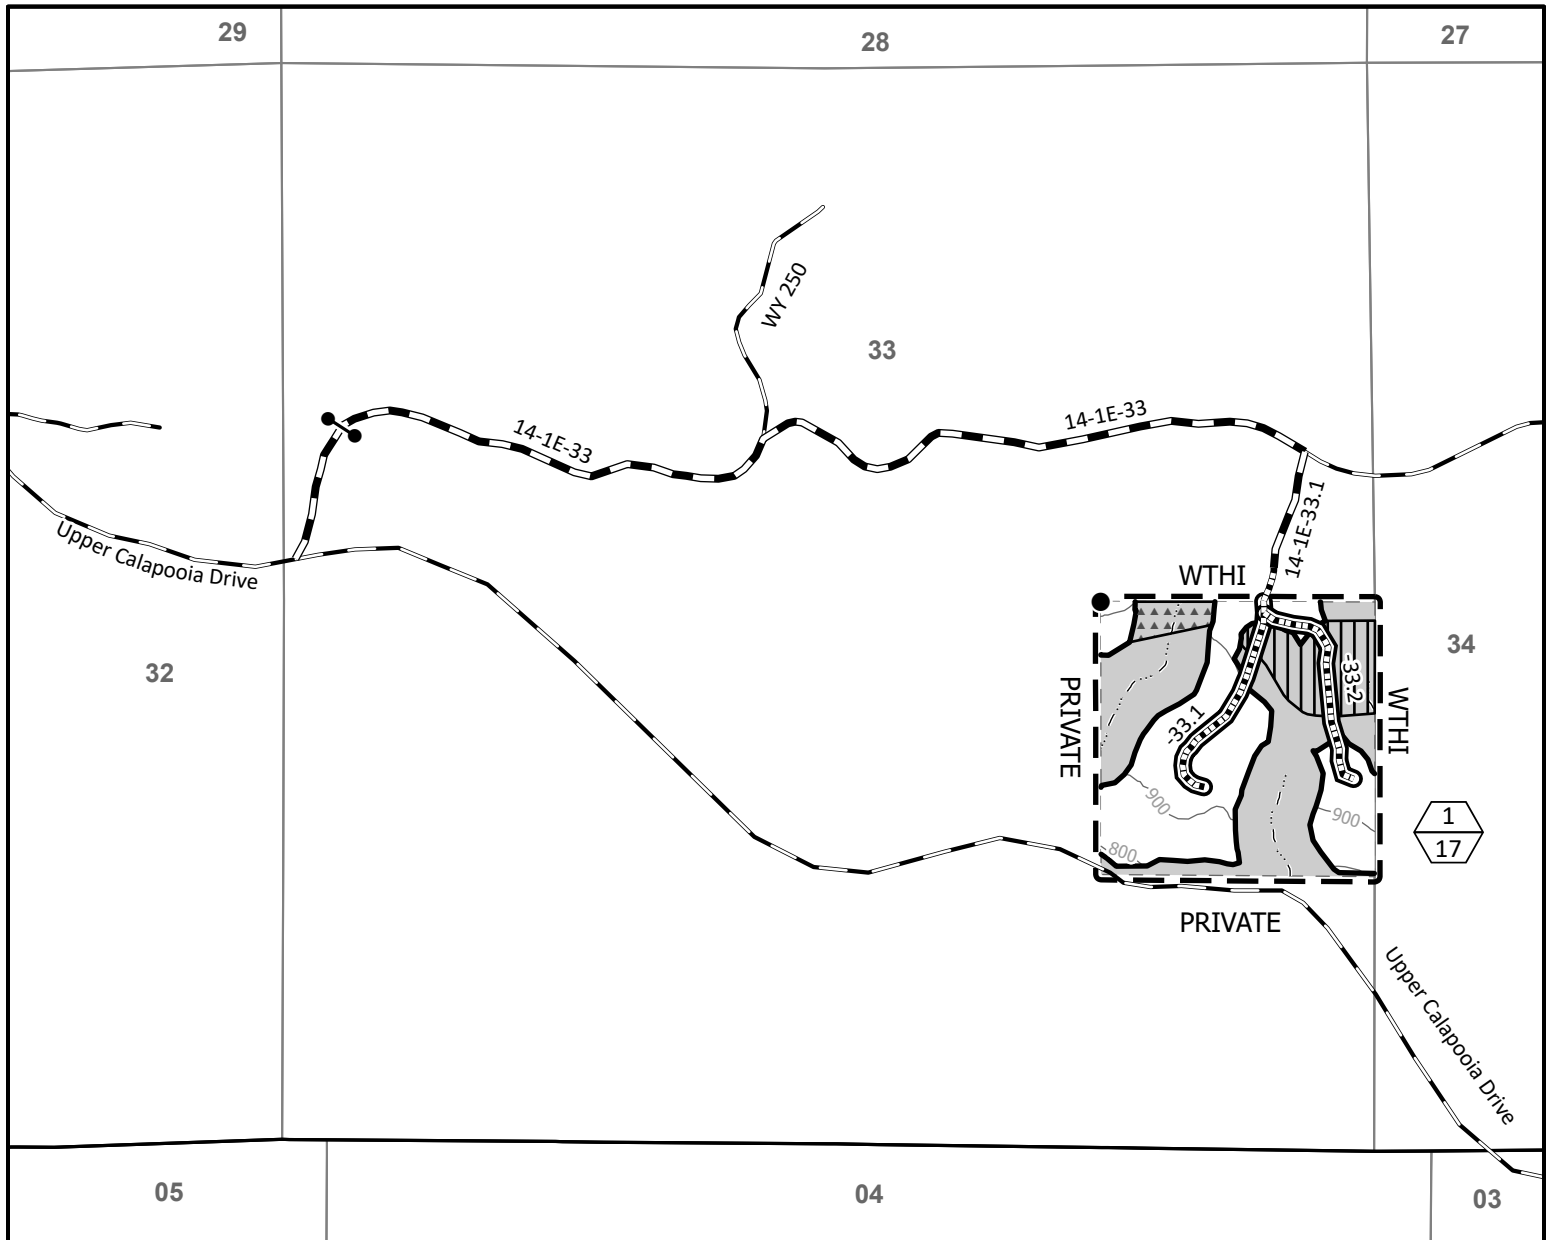 29
28
27
WY 250
33
14-1E-33
14-1E-33
14-1E-33.1
Upper Calapooia Drive
WTHI
32
34
PRIVATE
-33.1
-33-2
WTHI
900
900
800
1
17
PRIVATE
Upper Calapooia Drive
05
04
03